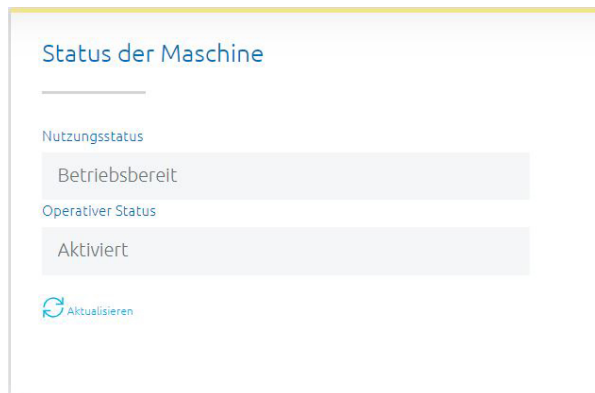 Status der Maschine
Nutzungsstatus
Betriebsbereit
Operativer Status
Aktiviert
Aktualisieren